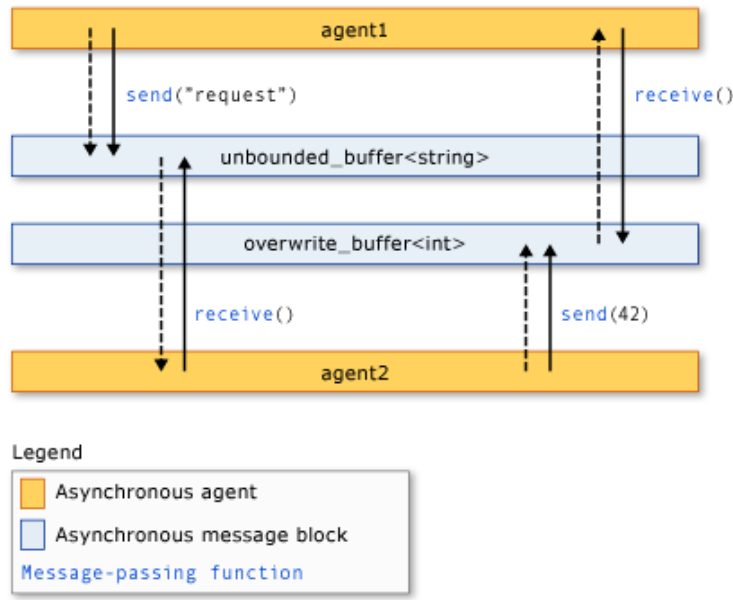 agent1
send("request")
receive()
unbounded_buffer<string>
overwrite_buffer<int>
receive()
send(42)
agent2
Legend
Asynchronous agent
Asynchronous message block
Message-passing function